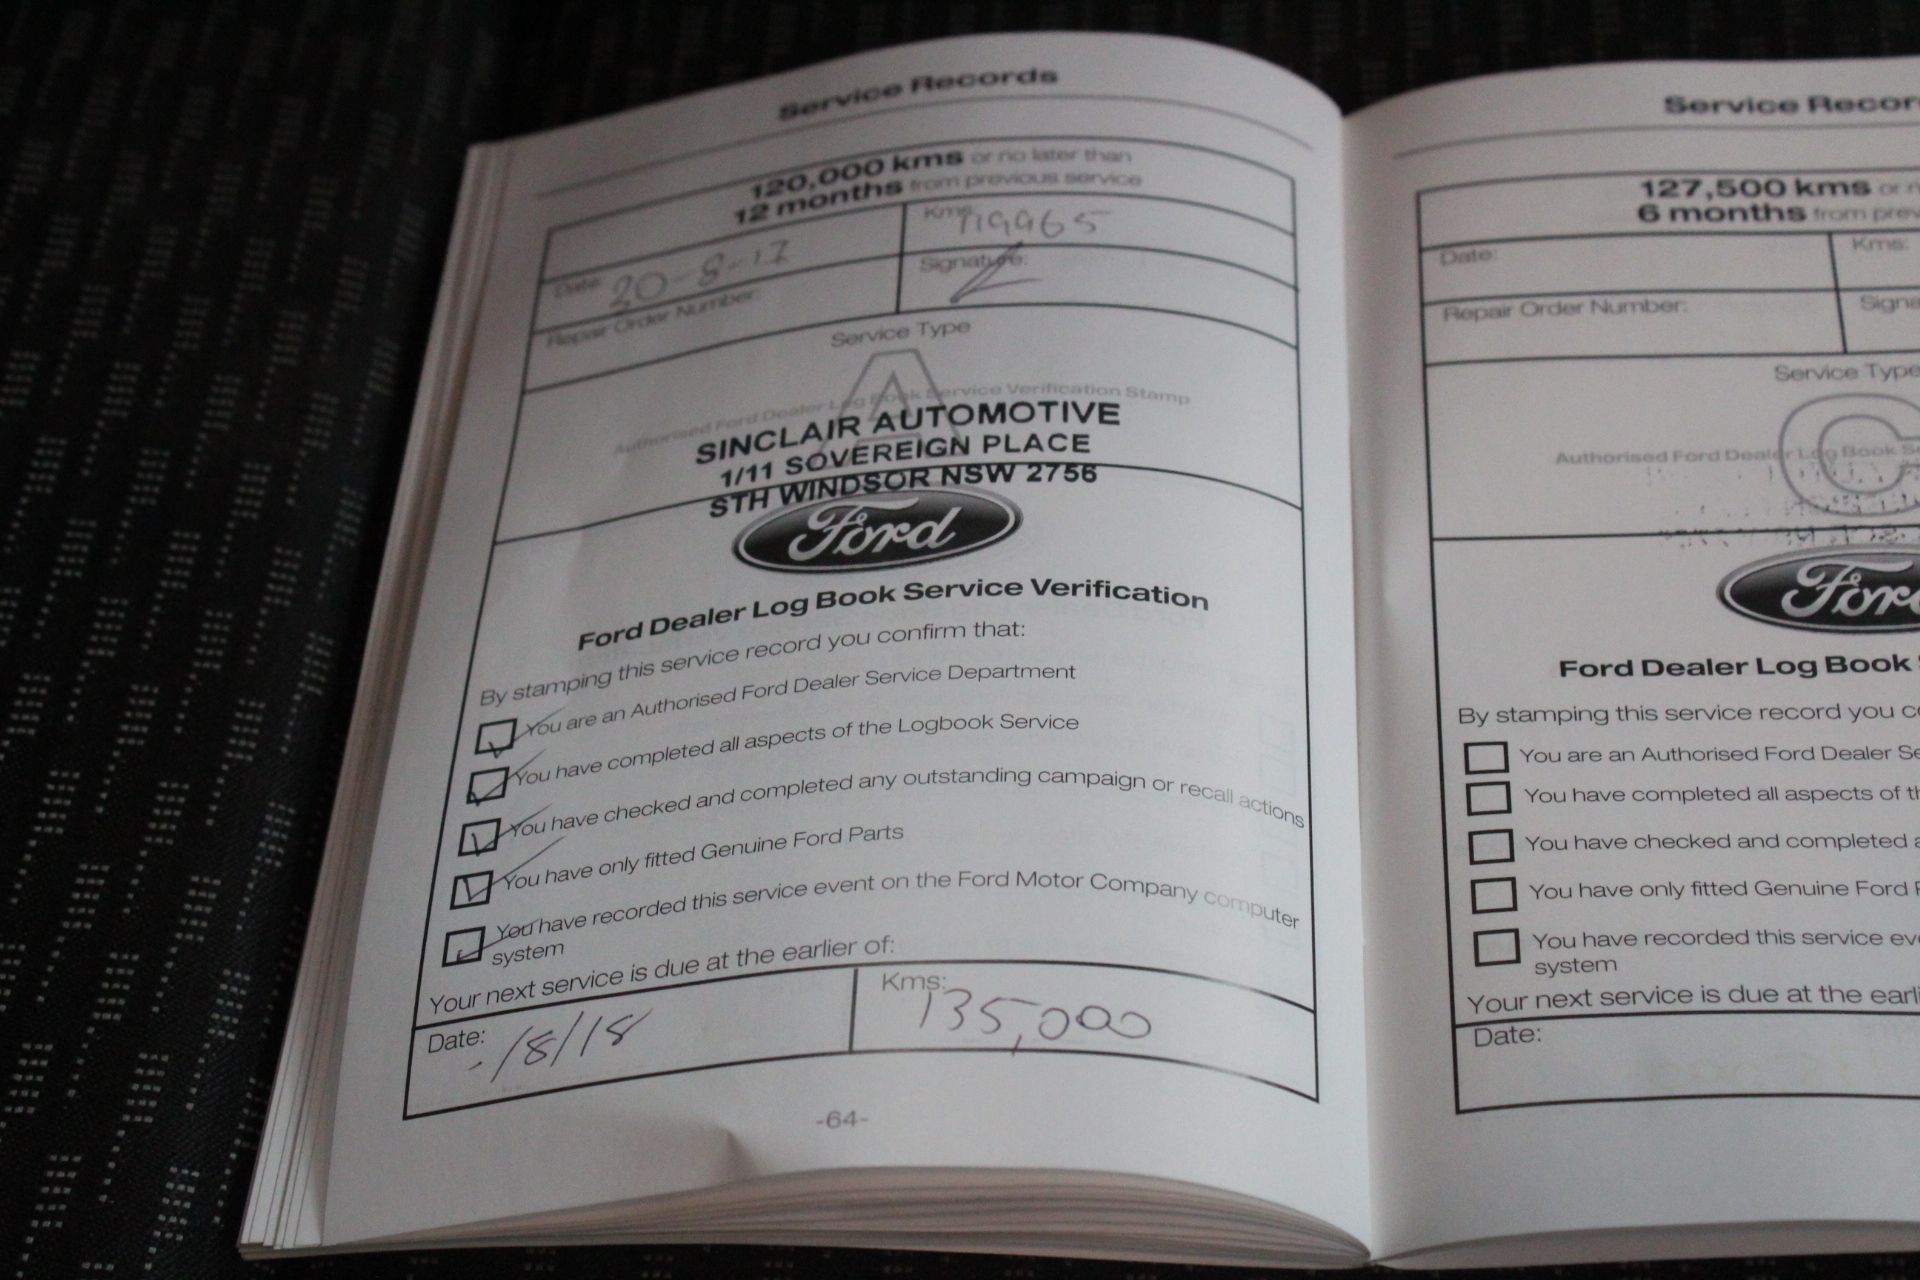 Service Records
120,000 kms or no later than
12 months from previous service
Date: 20-8-17
Kms: 119965
Repair Order Number:
Signature:
Service Type
A
Authorised Ford Dealer Log Book Service Verification Stamp
SINCLAIR AUTOMOTIVE
1/11 SOVEREIGN PLACE
STH WINDSOR NSW 2756
Ford
Ford Dealer Log Book Service Verification
By stamping this service record you confirm that:
You are an Authorised Ford Dealer Service Department
You have completed all aspects of the Logbook Service
You have checked and completed any outstanding campaign or recall actions
You have only fitted Genuine Ford Parts
You have recorded this service event on the Ford Motor Company computer
system
Your next service is due at the earlier of:
Date: -/8/18
Kms: 135,000
-64-
Service Recor
127,500 kms or n
6 months from prev
Date:
Kms:
Repair Order Number:
Signa
Service Type
C
Authorised Ford Dealer Log Book Se
Ford
Ford Dealer Log Book
By stamping this service record you co
You are an Authorised Ford Dealer Se
You have completed all aspects of th
You have checked and completed a
You have only fitted Genuine Ford P
You have recorded this service eve
system
Your next service is due at the earli
Date: